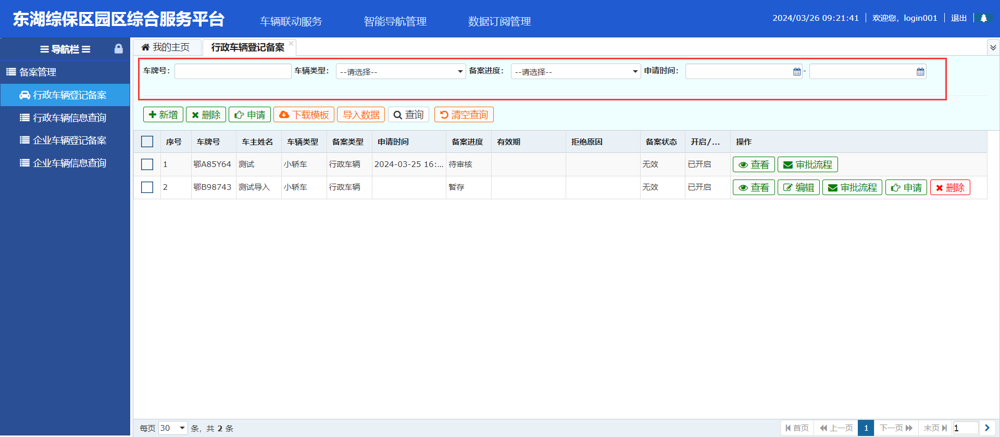 东湖综保区园区综合服务平台 车辆联动服务 智能导航管理 数据订阅管理 2024/03/26 09:21:41 欢迎您，login001 退出
导航栏
备案管理
行政车辆登记备案
行政车辆信息查询
企业车辆登记备案
企业车辆信息查询
我的主页 行政车辆登记备案
车牌号： 车辆类型： --请选择-- 备案进度： --请选择-- 申请时间： -
新增 删除 申请 下载模板 导入数据 查询 清空查询
序号 车牌号 车主姓名 车辆类型 备案类型 申请时间 备案进度 有效期 拒绝原因 备案状态 开启/... 操作
1 鄂A85Y64 测试 小轿车 行政车辆 2024-03-25 16:... 待审核 无效 已开启 查看 审批流程
2 鄂B98743 测试导入 小轿车 行政车辆 暂存 无效 已开启 查看 编辑 审批流程 申请 删除
每页 30 条，共 2 条 首页 上一页 1 下一页 末页 1